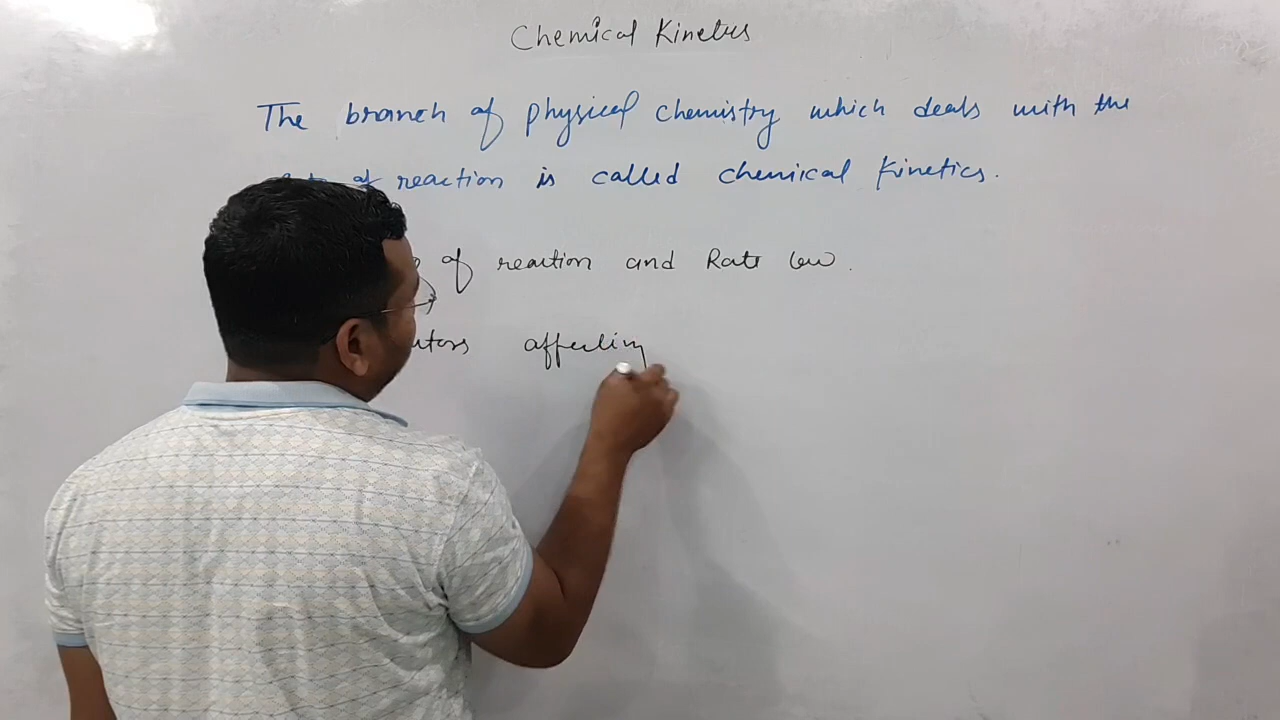 Chemical Kinetics
The branch of physical chemistry which deals with the
of reaction is called chemical kinetics.
of reaction and Rate law.
affecting